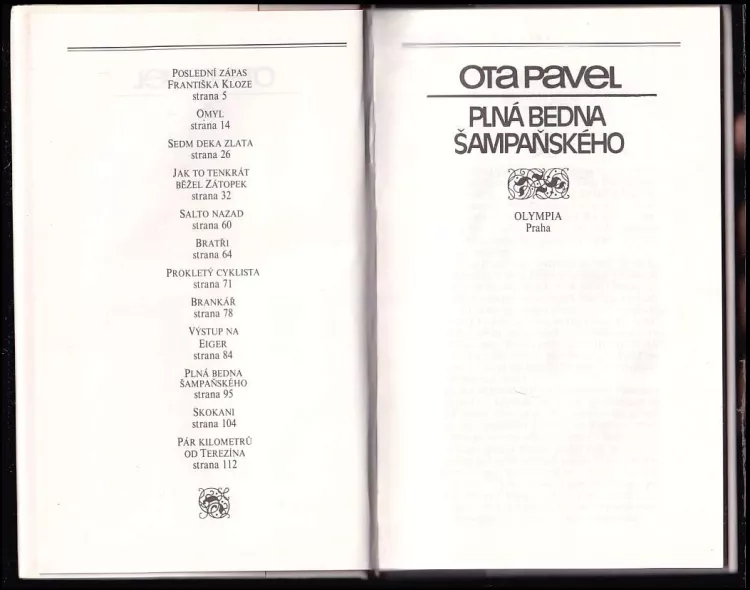 POSLEDNÍ ZÁPAS
FRANTIŠKA KLOZE
strana 5
OMYL
strana 14
SEDM DEKA ZLATA
strana 26
JAK TO TENKRÁT
BĚŽEL ZÁTOPEK
strana 32
SALTO NAZAD
strana 60
BRATŘI
strana 64
PROKLETÝ CYKLISTA
strana 71
BRANKÁŘ
strana 78
VÝSTUP NA
EIGER
strana 84
PLNÁ BEDNA
ŠAMPAŇSKÉHO
strana 95
SKOKANI
strana 104
PÁR KILOMETRŮ
OD TEREZÍNA
strana 112
OTA PAVEL
PLNÁ BEDNA
ŠAMPAŇSKÉHO
OLYMPIA
Praha